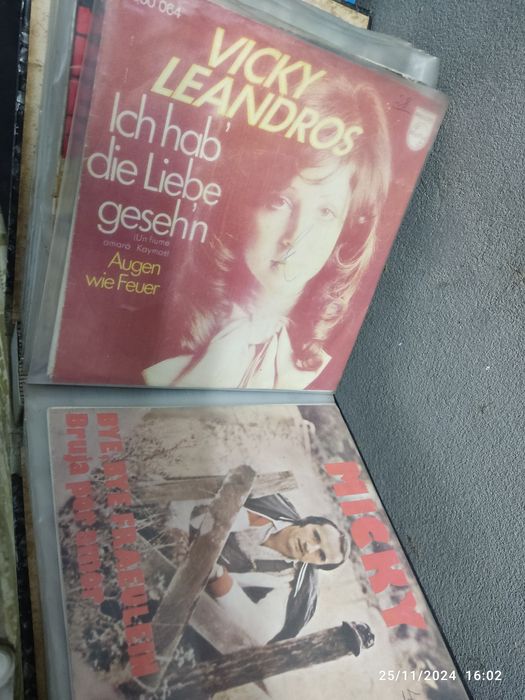 VICKY
LEANDROS
Ich hab'
die Liebe
geseh'n
(Un fiume
amaro Kaymos)
Augen
wie Feuer
MICKY
BYE, BYE FRAEULEIN
Bruja por amor
25/11/2024 16:02